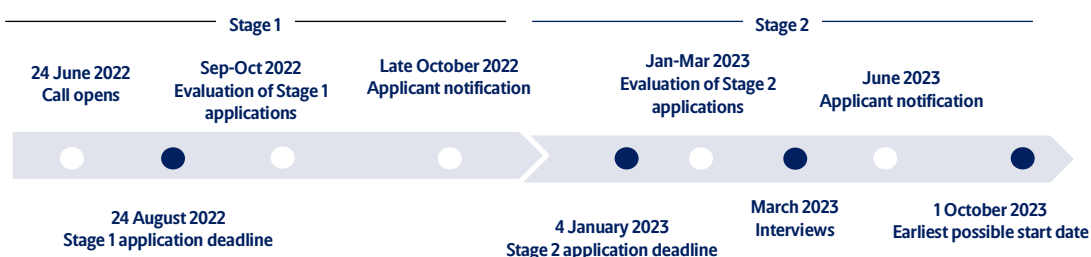 Stage 1
Stage 2
24 June 2022
Call opens
Sep-Oct 2022
Evaluation of Stage 1
applications
Late October 2022
Applicant notification
Jan-Mar 2023
Evaluation of Stage 2
applications
June 2023
Applicant notification
24 August 2022
Stage 1 application deadline
4 January 2023
Stage 2 application deadline
March 2023
Interviews
1 October 2023
Earliest possible start date